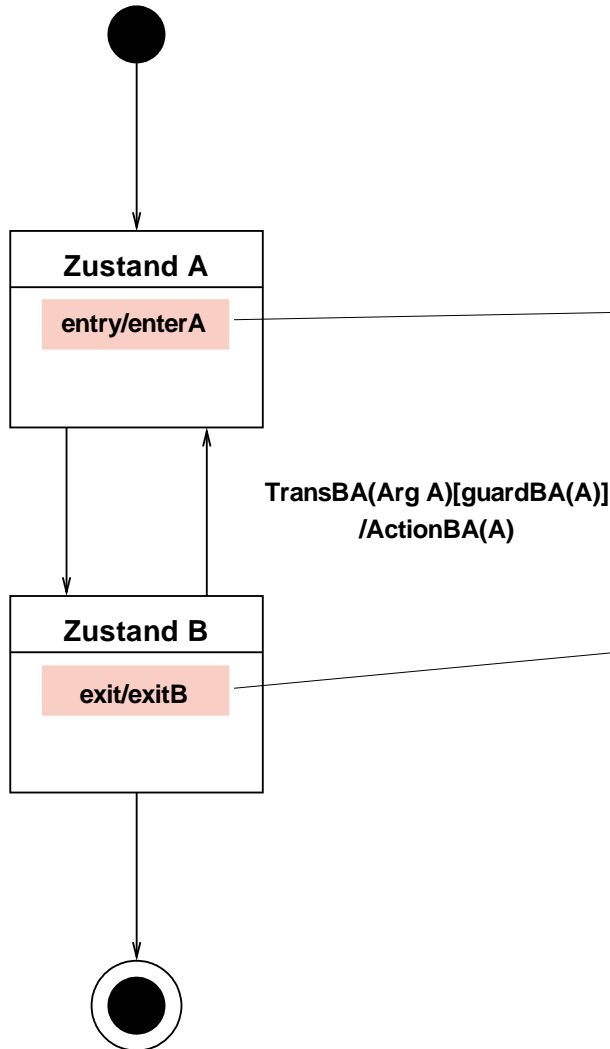 Zustand A
entry/enterA
TransBA(Arg A)[guardBA(A)]
/ActionBA(A)
Zustand B
exit/exitB